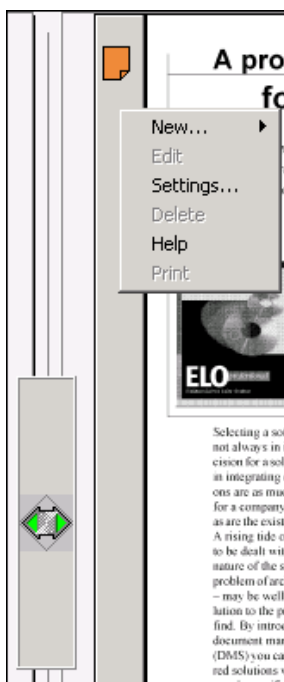 A pro
fo
New...
Edit
Settings...
Delete
Help
Print
ELO
Selecting a sou
not always in
cision for a sol
in integrating
ons are as mu
for a company
as are the exist
A rising tide o
to be dealt wit
nature of the s
problem of arc
– may be well
lution to the p
find. By introd
document mar
(DMS) you ca
red solutions